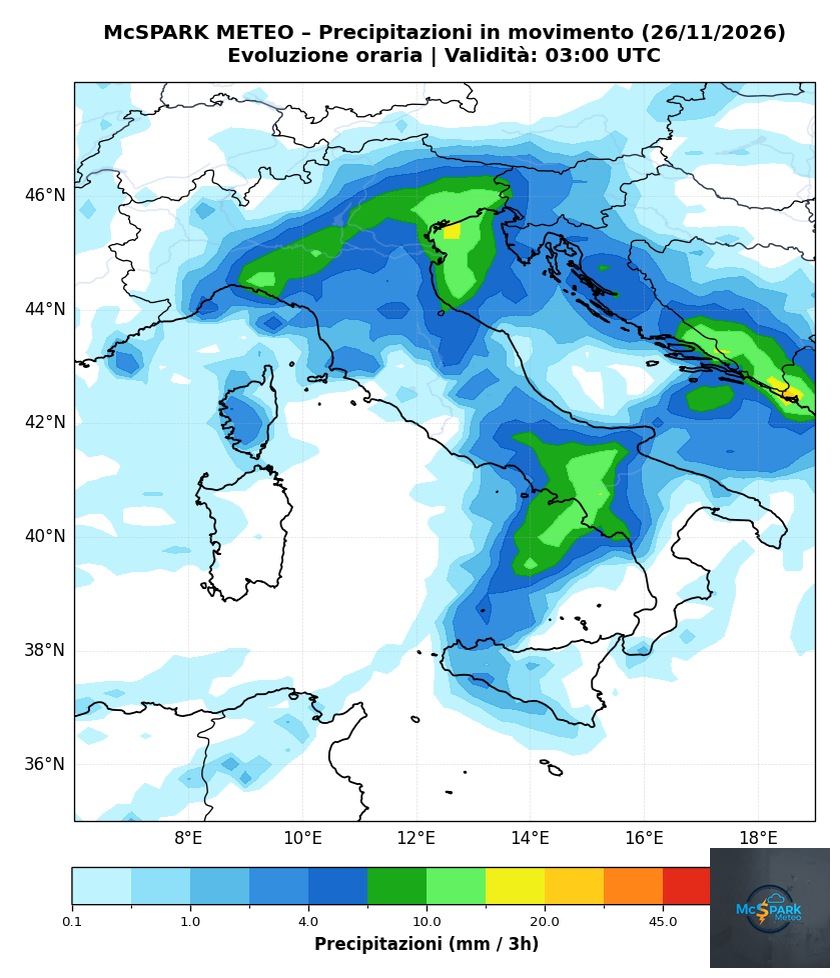 McSPARK METEO – Precipitazioni in movimento (26/11/2026)
Evoluzione oraria | Validità: 03:00 UTC
46°N
44°N
42°N
40°N
38°N
36°N
8°E 10°E 12°E 14°E 16°E 18°E
0.1 1.0 4.0 10.0 20.0 45.0
Precipitazioni (mm / 3h)
McSPARK
Meteo